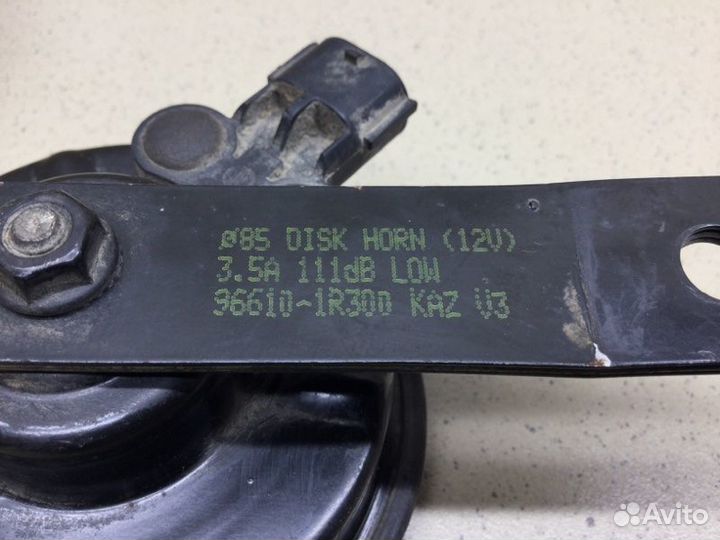 ø85 DISK HORN (12V)
3.5A 111dB LOW
96610-1R300 KAZ V3
Avito